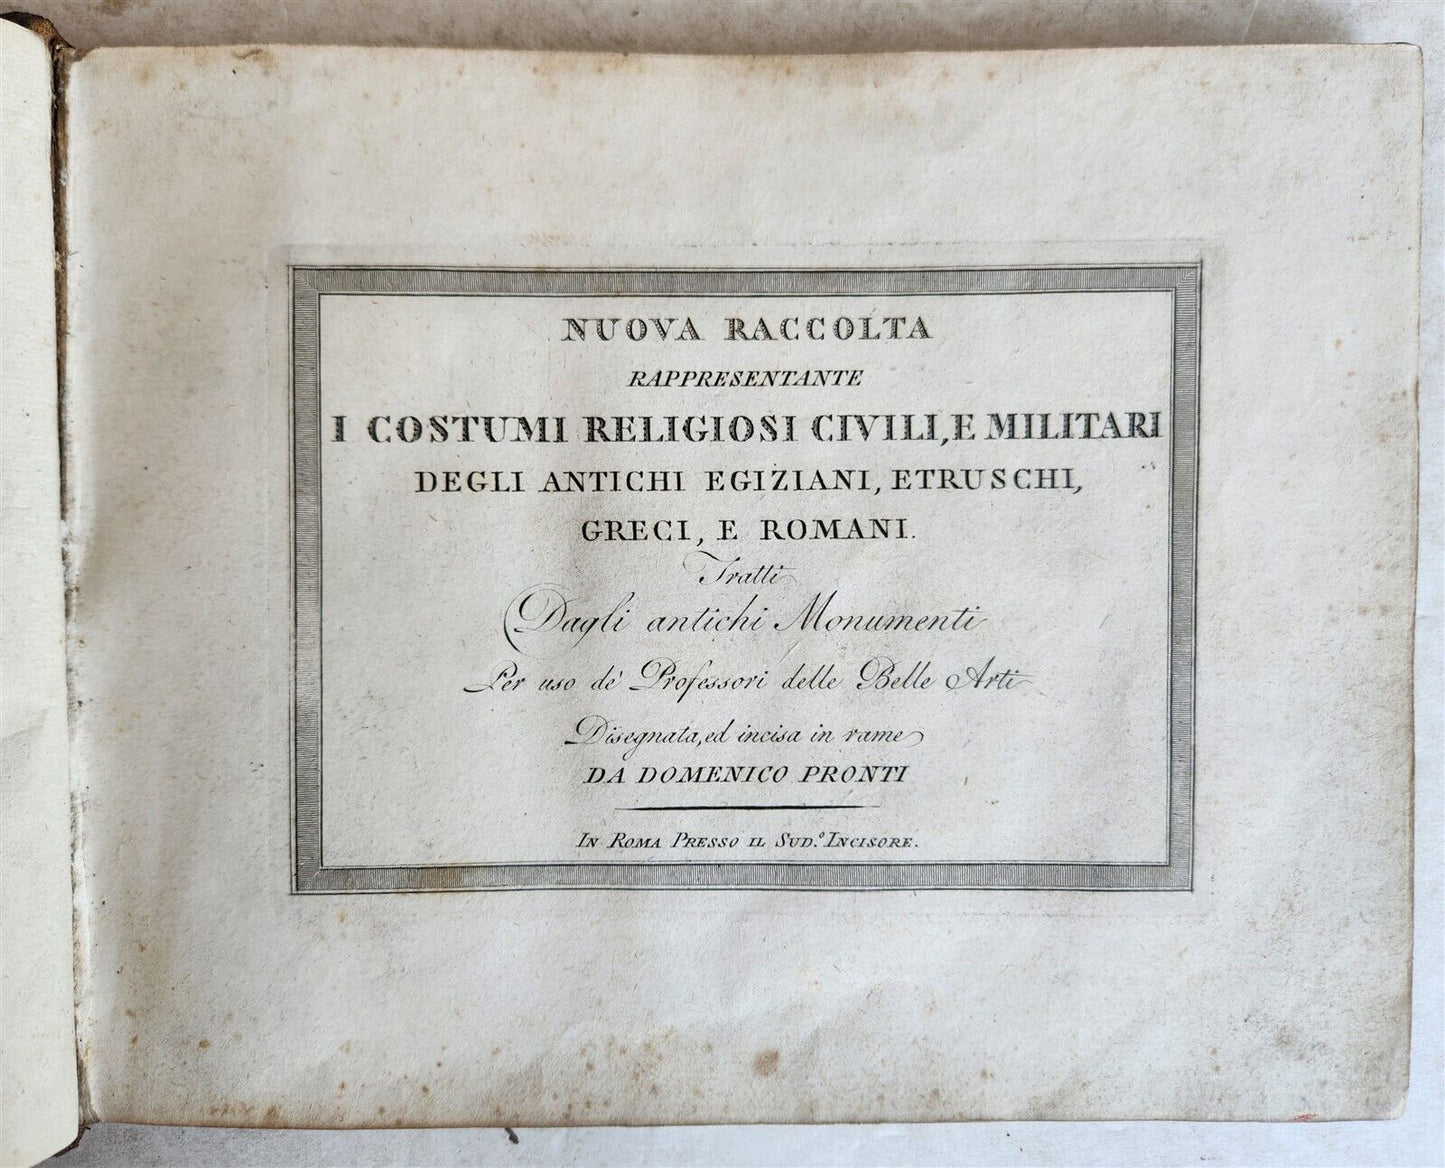 NUOVA RACCOLTA
RAPPRESENTANTE
I COSTUMI RELIGIOSI CIVILI, E MILITARI
DEGLI ANTICHI EGIZIANI, ETRUSCHI,
GRECI, E ROMANI.
Tratti
Dagli antichi Monumenti
Per uso de' Professori delle Belle Arti
Disegnata, ed incisa in rame
DA DOMENICO PRONTI
IN ROMA PRESSO IL SUD.º INCISORE.